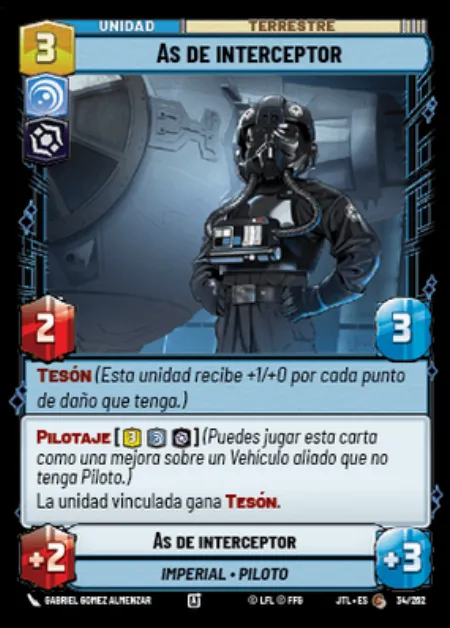 UNIDAD
TERRESTRE
3
AS DE INTERCEPTOR
2
3
TESÓN (Esta unidad recibe +1/+0 por cada punto
de daño que tenga.)
PILOTAJE [3] (Puedes jugar esta carta
como una mejora sobre un Vehículo aliado que no
tenga Piloto.)
La unidad vinculada gana TESÓN.
+2
AS DE INTERCEPTOR
+3
IMPERIAL • PILOTO
GABRIEL GOMEZ ALMENZAR
© LFL © FFG
JTL • ES
34/262